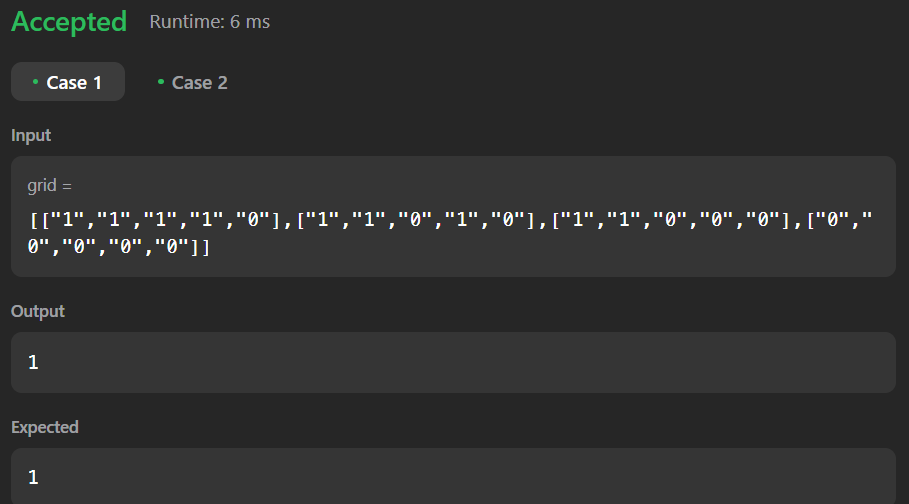 Accepted Runtime: 6 ms
Case 1 Case 2
Input
grid =
[["1","1","1","1","0"],["1","1","0","1","0"],["1","1","0","0","0"],["0","
0","0","0","0"]]
Output
1
Expected
1